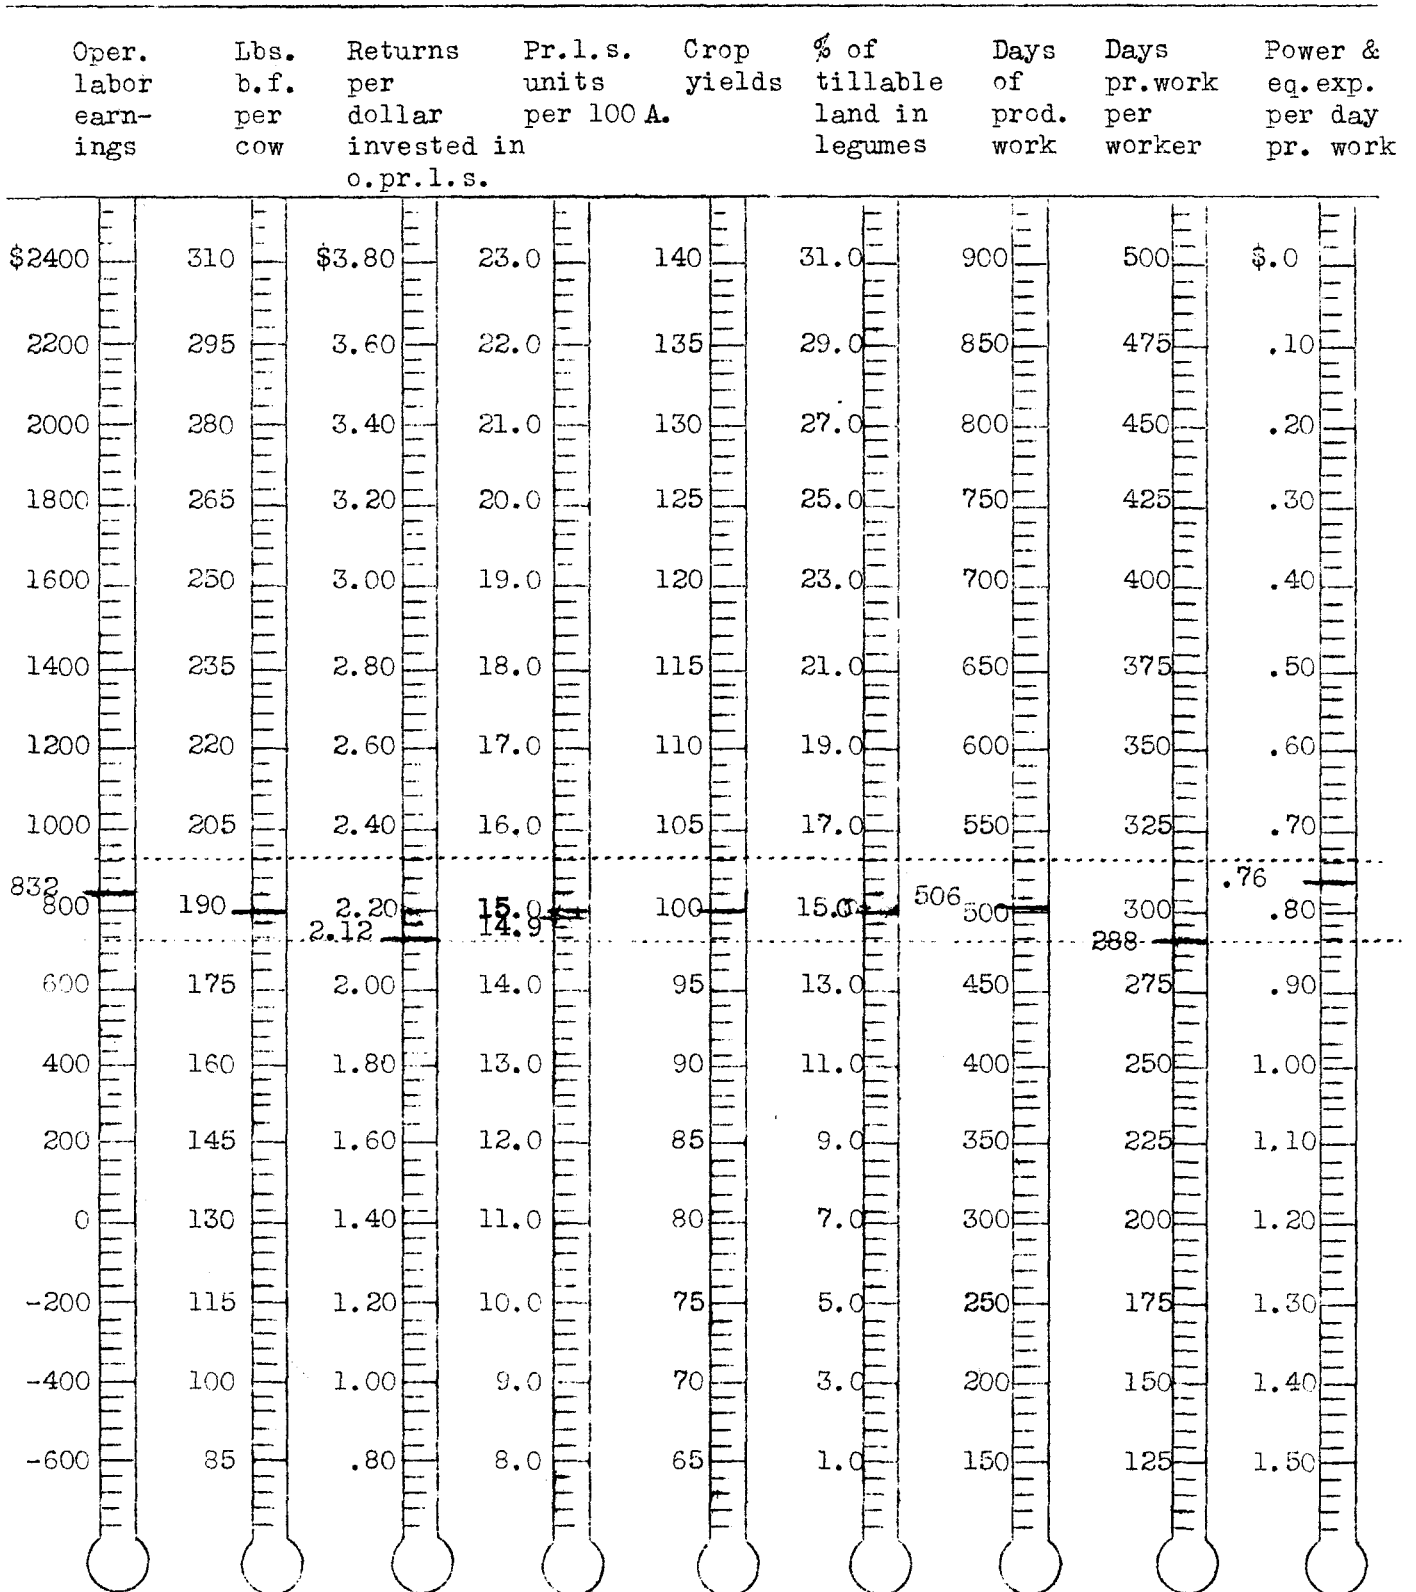 Oper. Lbs. Returns Pr.l.s. Crop % of Days Days Power &
labor b.f. per units yields tillable of pr.work eq.exp.
earn- per dollar per 100 A. land in prod. per per day
ings cow invested in legumes work worker pr. work
o.pr.l.s.
$2400 310 $3.80 23.0 140 31.0 900 500 $.0
2200 295 3.60 22.0 135 29.0 850 475 .10
2000 280 3.40 21.0 130 27.0 800 450 .20
1800 265 3.20 20.0 125 25.0 750 425 .30
1600 250 3.00 19.0 120 23.0 700 400 .40
1400 235 2.80 18.0 115 21.0 650 375 .50
1200 220 2.60 17.0 110 19.0 600 350 .60
1000 205 2.40 16.0 105 17.0 550 325 .70
832 506 .76
800 190 2.20 15.0 100 15.0 500 300 .80
2.12 14.9 288
600 175 2.00 14.0 95 13.0 450 275 .90
400 160 1.80 13.0 90 11.0 400 250 1.00
200 145 1.60 12.0 85 9.0 350 225 1.10
0 130 1.40 11.0 80 7.0 300 200 1.20
-200 115 1.20 10.0 75 5.0 250 175 1.30
-400 100 1.00 9.0 70 3.0 200 150 1.40
-600 85 .80 8.0 65 1.0 150 125 1.50